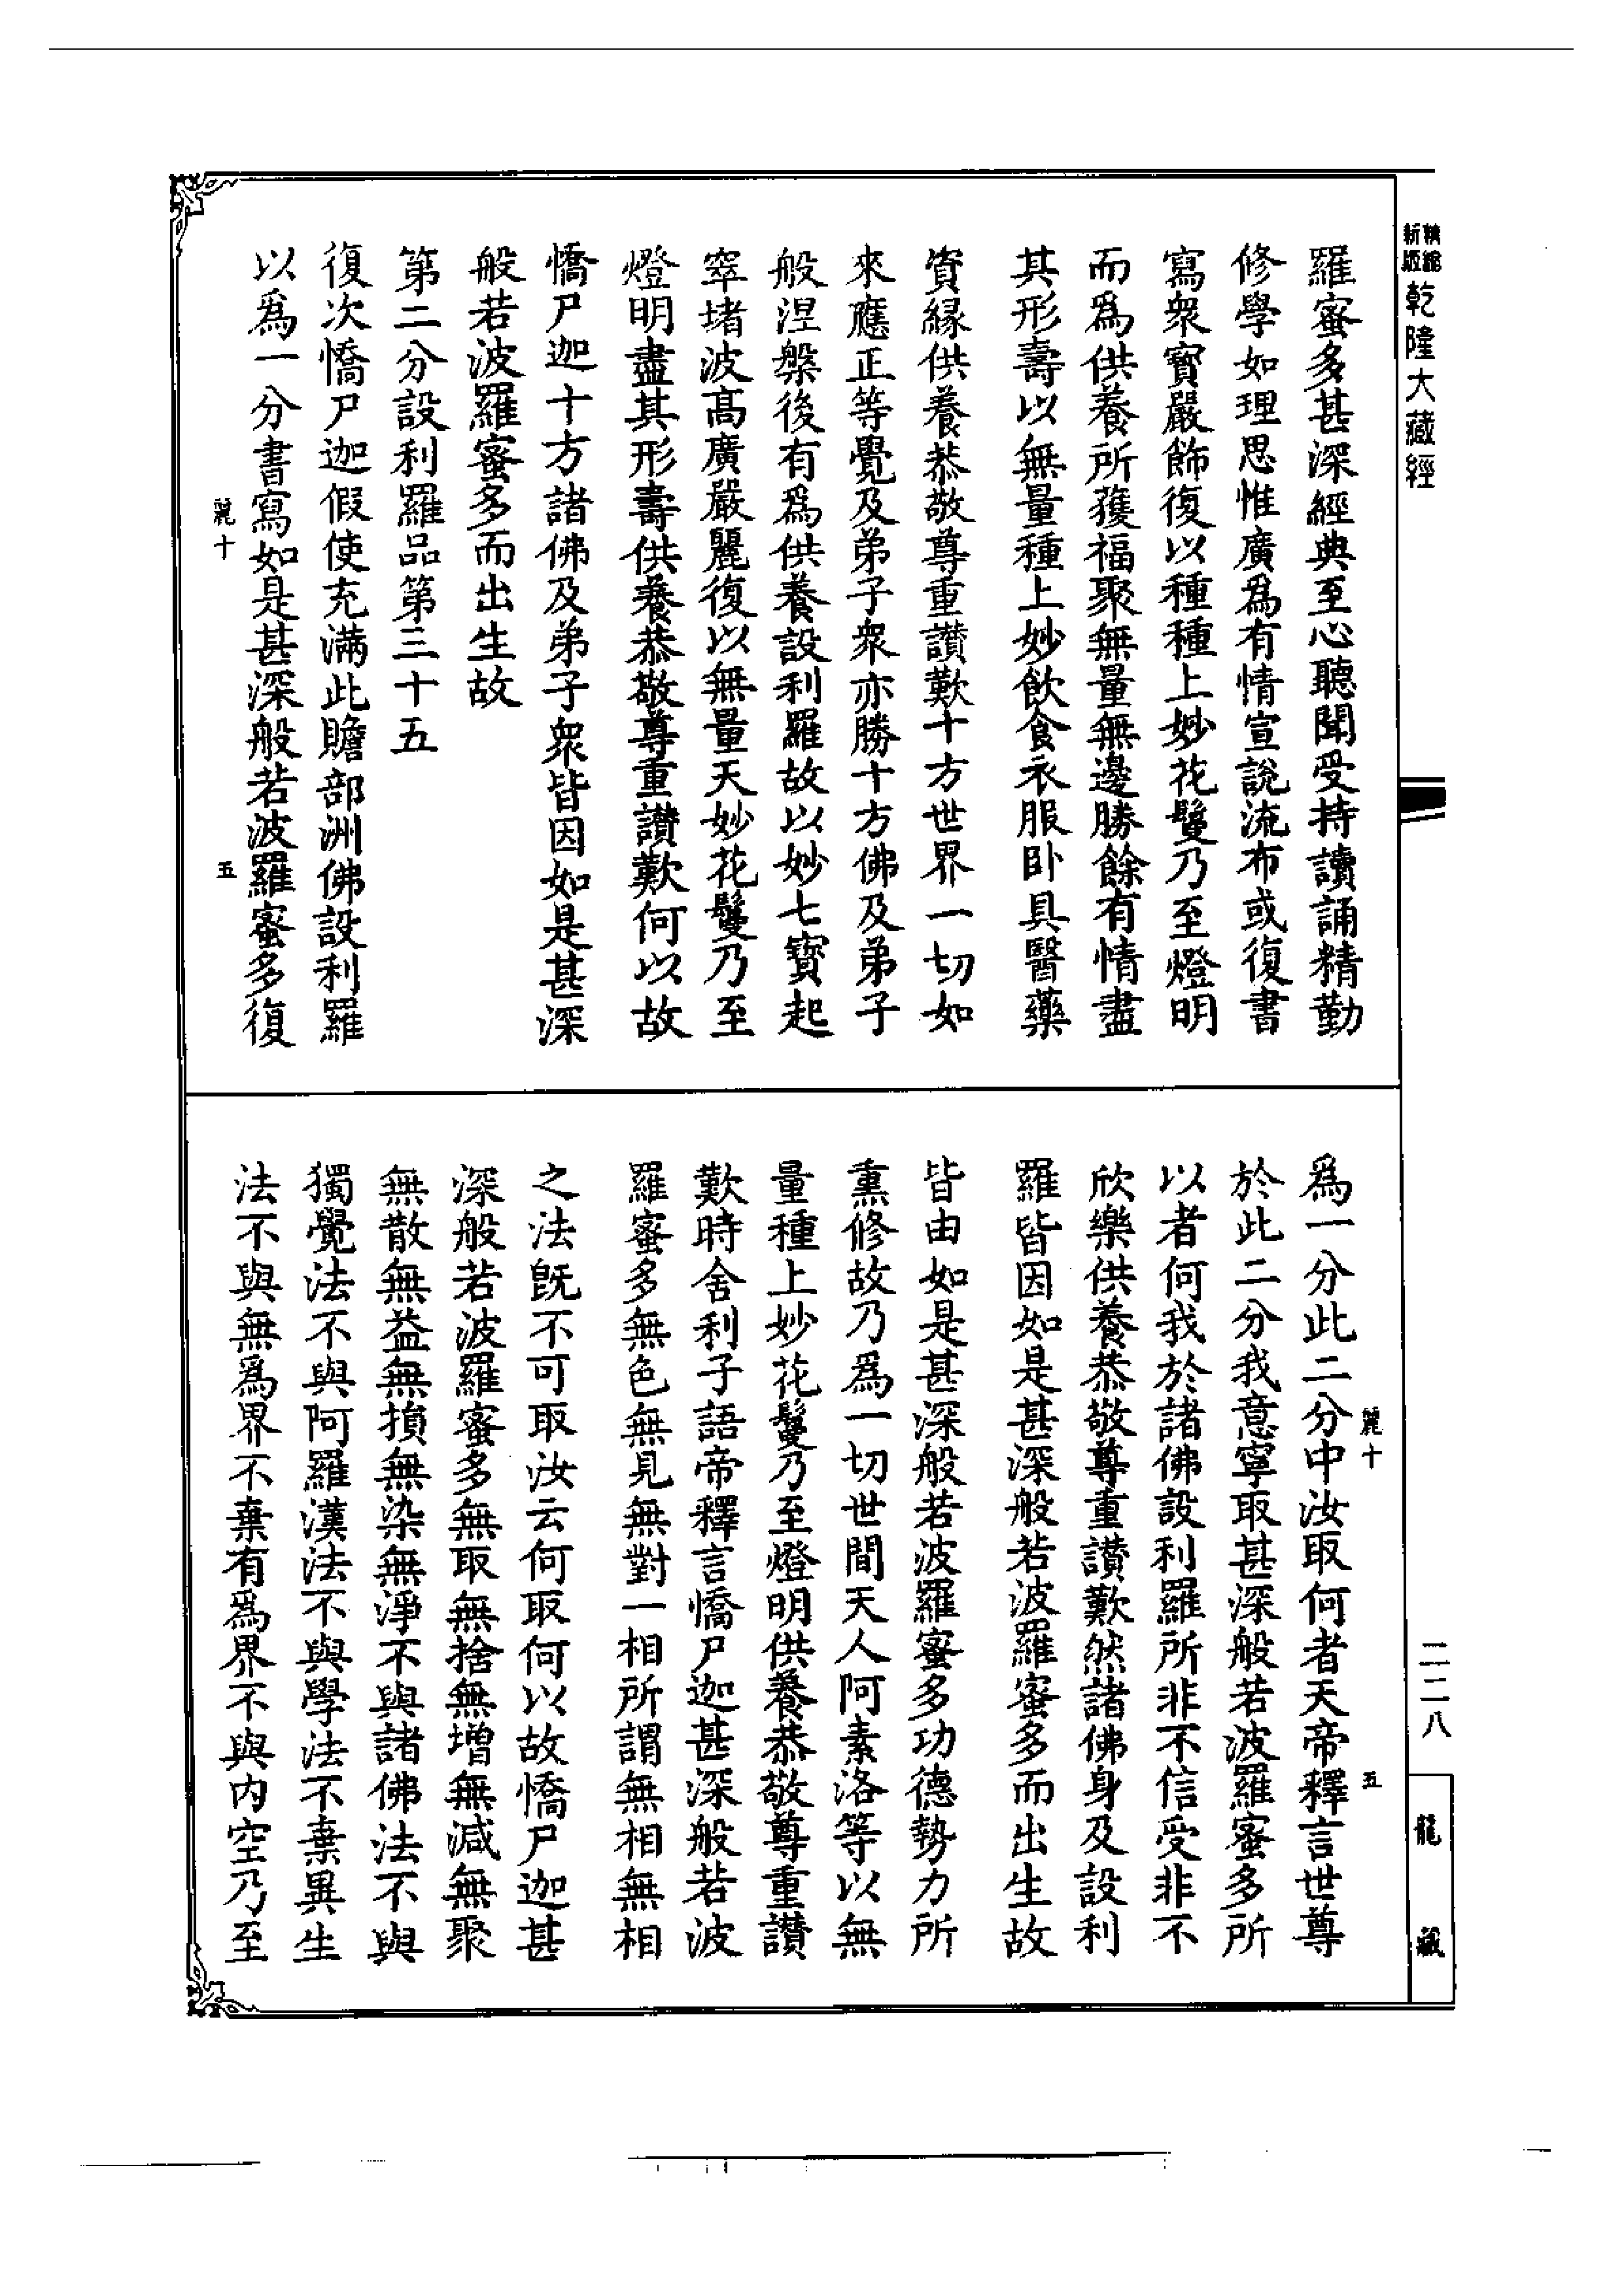 精縮
新版
乾隆大藏經
羅蜜多甚深經典至心聽聞受持讀誦精勤
修學如理思惟廣爲有情宣說流布或復書
寫衆寳嚴飾復以種種上妙花鬘乃至燈明
而爲供養所獲福聚無量無邊勝餘有情盡
其形壽以無量種上妙飲食衣服卧具醫藥
資縁供養恭敬尊重讃歎十方世界一切如
來應正等覺及弟子衆亦勝十方佛及弟子
般涅槃後有爲供養設利羅故以妙七寳起
窣堵波高廣嚴麗復以無量天妙花鬘乃至
燈明盡其形壽供養恭敬尊重讃歎何以故
憍尸迦十方諸佛及弟子衆皆因如是甚深
般若波羅蜜多而出生故
第二分設利羅品第三十五
復次憍尸迦假使充滿此贍部洲佛設利羅
以爲一分書寫如是甚深般若波羅蜜多復
麗十 五
爲一分此二分中汝取何者天帝釋言世尊
於此二分我意寧取甚深般若波羅蜜多所
以者何我於諸佛設利羅所非不信受非不
欣樂供養恭敬尊重讃歎然諸佛身及設利
羅皆因如是甚深般若波羅蜜多而出生故
皆由如是甚深般若波羅蜜多功德勢力所
熏修故乃爲一切世間天人阿素洛等以無
量種上妙花鬘乃至燈明供養恭敬尊重讃
歎時舍利子語帝釋言憍尸迦甚深般若波
羅蜜多無色無見無對一相所謂無相無相
之法旣不可取汝云何取何以故憍尸迦甚
深般若波羅蜜多無取無捨無增無減無聚
無散無益無損無染無淨不與諸佛法不與
獨覺法不與阿羅漢法不與學法不棄異生
法不與無爲界不棄有爲界不與内空乃至
麗十 五
二二八
龍藏